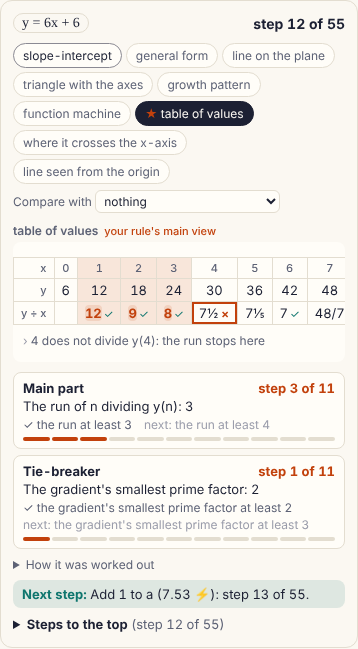 y = 6x + 6
step 12 of 55
slope-intercept general form line on the plane
triangle with the axes growth pattern
function machine ★ table of values
where it crosses the x-axis
line seen from the origin
Compare with nothing
table of values your rule's main view
x 0 1 2 3 4 5 6 7
y 6 12 18 24 30 36 42 48
y ÷ x 12 ✓ 9 ✓ 8 ✓ 7½ × 7⅕ 7 ✓ 48/7
› 4 does not divide y(4): the run stops here
Main part step 3 of 11
The run of n dividing y(n): 3
✓ the run at least 3 next: the run at least 4
Tie-breaker step 1 of 11
The gradient's smallest prime factor: 2
✓ the gradient's smallest prime factor at least 2
next: the gradient's smallest prime factor at least 3
▶ How it was worked out
Next step: Add 1 to a (7.53 ⚡): step 13 of 55.
▶ Steps to the top (step 12 of 55)